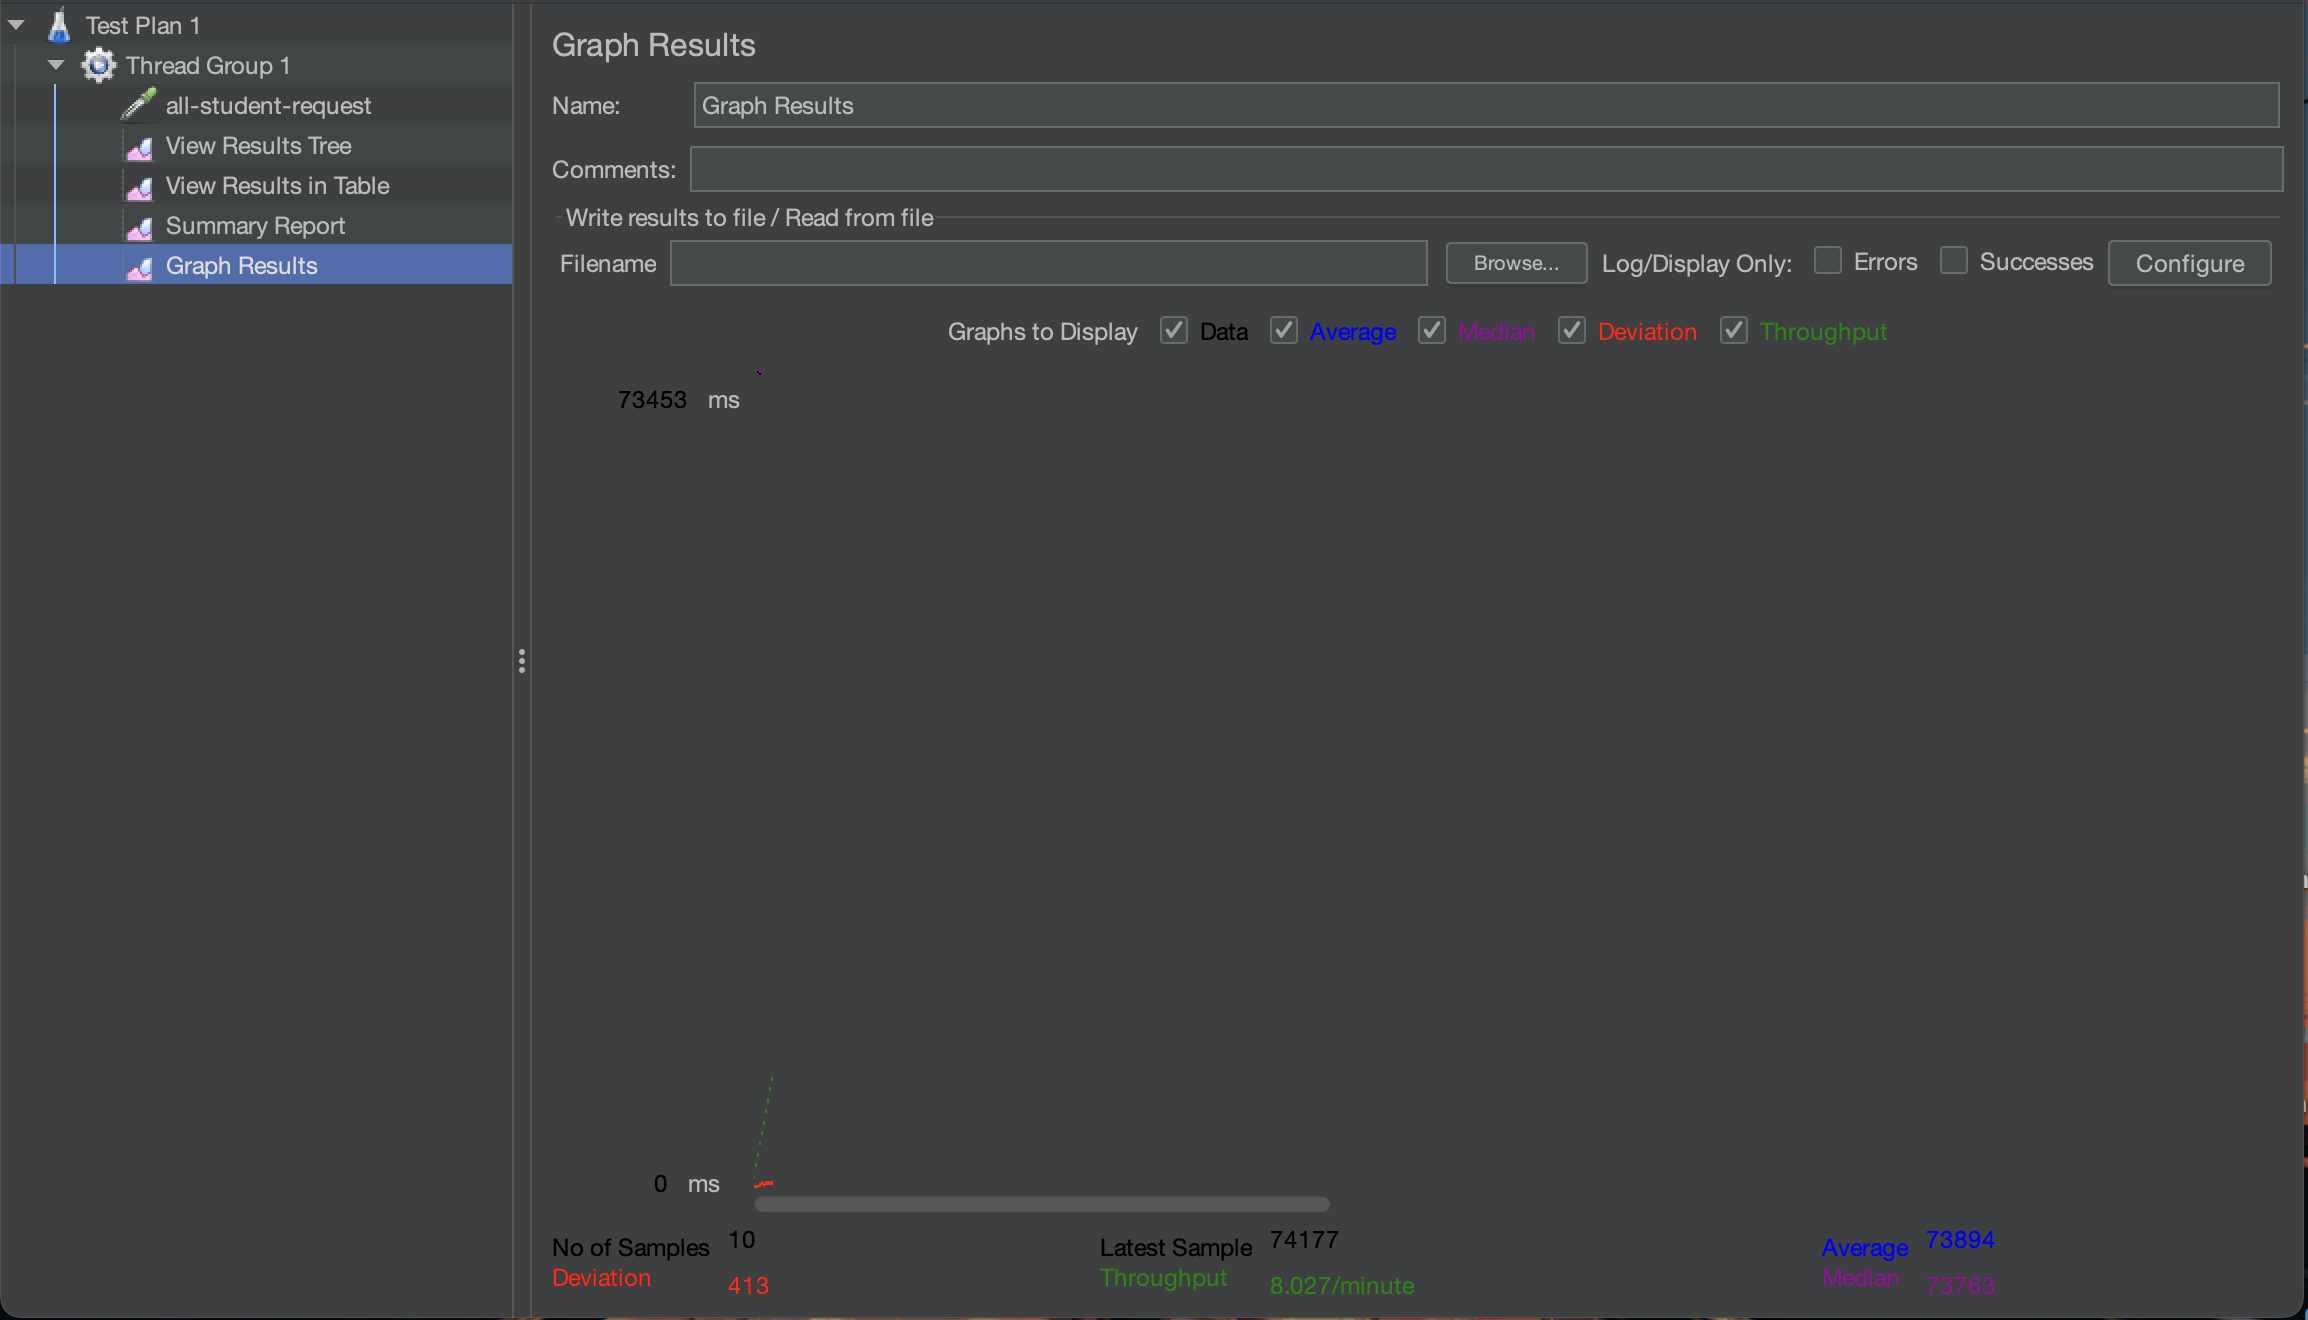 Test Plan 1
Thread Group 1
all-student-request
View Results Tree
View Results in Table
Summary Report
Graph Results
Graph Results
Name: Graph Results
Comments:
Write results to file / Read from file
Filename Browse... Log/Display Only: Errors Successes Configure
Graphs to Display Data Average Median Deviation Throughput
73453 ms
0 ms
No of Samples 10 Latest Sample 74177 Average 73894
Deviation 413 Throughput 8.027/minute Median 73763